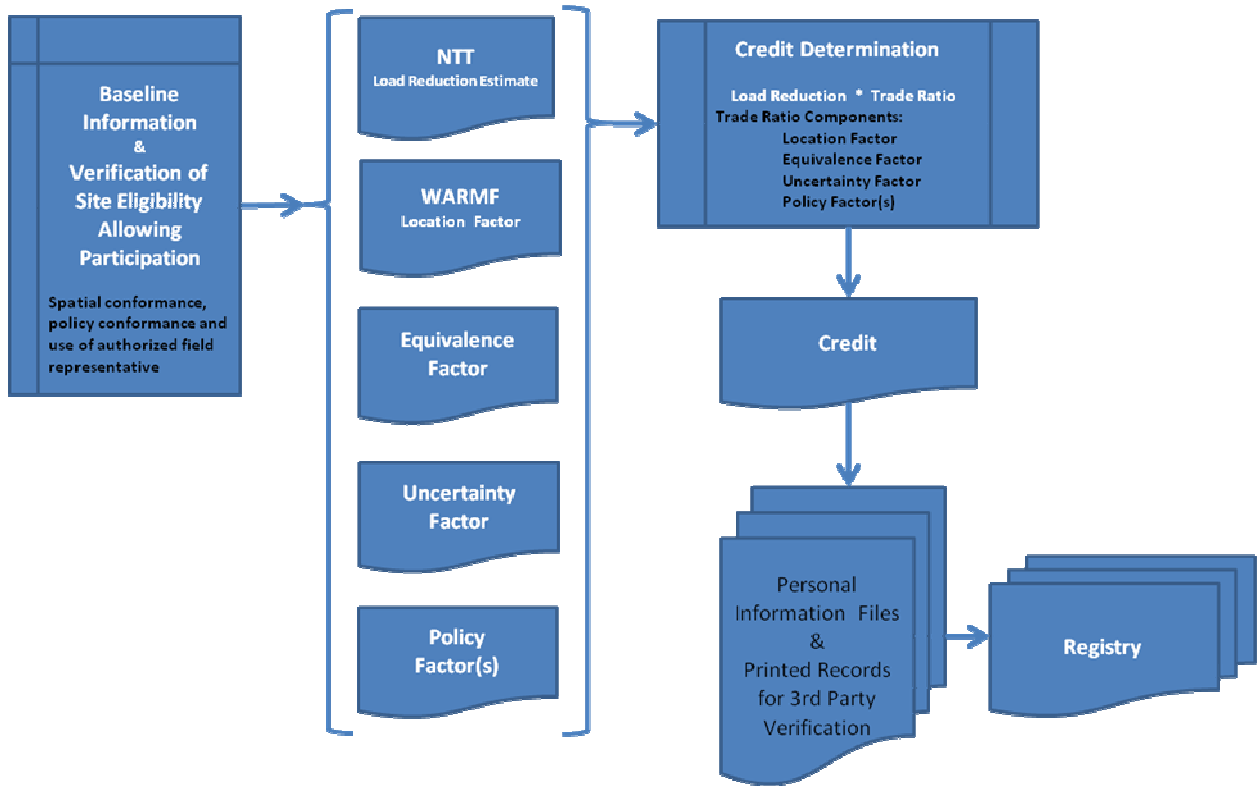 Baseline
Information
&
Verification of
Site Eligibility
Allowing
Participation
Spatial conformance,
policy conformance and
use of authorized field
representative
NTT
Load Reduction Estimate
WARMF
Location Factor
Equivalence
Factor
Uncertainty
Factor
Policy
Factor(s)
Credit Determination
Load Reduction * Trade Ratio
Trade Ratio Components:
Location Factor
Equivalence Factor
Uncertainty Factor
Policy Factor(s)
Credit
Personal
Information Files
&
Printed Records
for 3rd Party
Verification
Registry